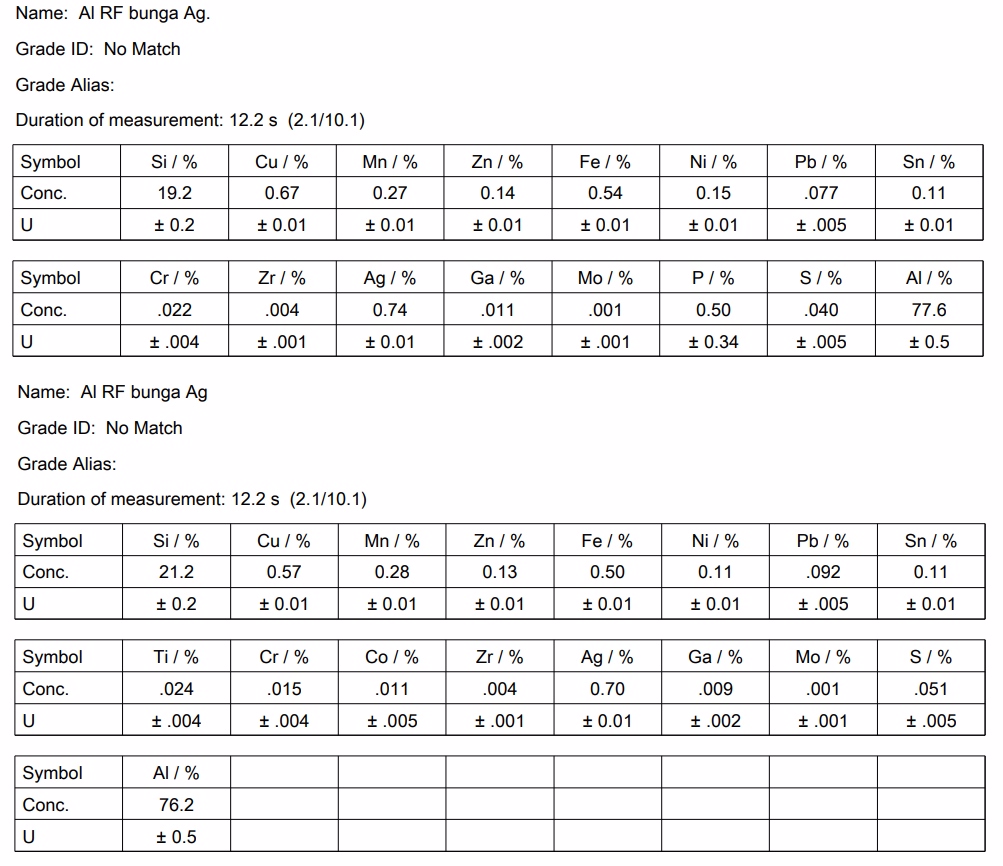 Name: Al RF bunga Ag.
Grade ID: No Match
Grade Alias:
Duration of measurement: 12.2 s (2.1/10.1)
Symbol Si / % Cu / % Mn / % Zn / % Fe / % Ni / % Pb / % Sn / %
Conc. 19.2 0.67 0.27 0.14 0.54 0.15 .077 0.11
U ± 0.2 ± 0.01 ± 0.01 ± 0.01 ± 0.01 ± 0.01 ± .005 ± 0.01
Symbol Cr / % Zr / % Ag / % Ga / % Mo / % P / % S / % Al / %
Conc. .022 .004 0.74 .011 .001 0.50 .040 77.6
U ± .004 ± .001 ± 0.01 ± .002 ± .001 ± 0.34 ± .005 ± 0.5
Name: Al RF bunga Ag
Grade ID: No Match
Grade Alias:
Duration of measurement: 12.2 s (2.1/10.1)
Symbol Si / % Cu / % Mn / % Zn / % Fe / % Ni / % Pb / % Sn / %
Conc. 21.2 0.57 0.28 0.13 0.50 0.11 .092 0.11
U ± 0.2 ± 0.01 ± 0.01 ± 0.01 ± 0.01 ± 0.01 ± .005 ± 0.01
Symbol Ti / % Cr / % Co / % Zr / % Ag / % Ga / % Mo / % S / %
Conc. .024 .015 .011 .004 0.70 .009 .001 .051
U ± .004 ± .004 ± .005 ± .001 ± 0.01 ± .002 ± .001 ± .005
Symbol Al / %
Conc. 76.2
U ± 0.5